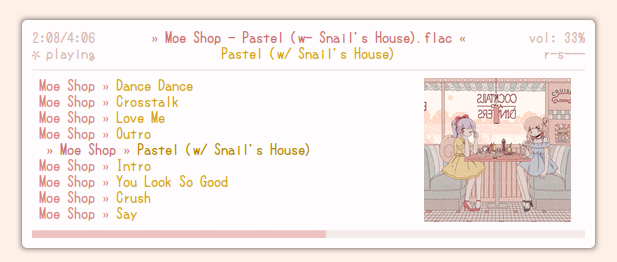 2:08/4:06 » Moe Shop - Pastel (w- Snail's House).flac « vol: 33%
playing Pastel (w/ Snail's House) r-s---
Moe Shop » Dance Dance
Moe Shop » Crosstalk
Moe Shop » Love Me
Moe Shop » Outro
» Moe Shop » Pastel (w/ Snail's House)
Moe Shop » Intro
Moe Shop » You Look So Good
Moe Shop » Crush
Moe Shop » Say
COCKTAILS
DINNERS